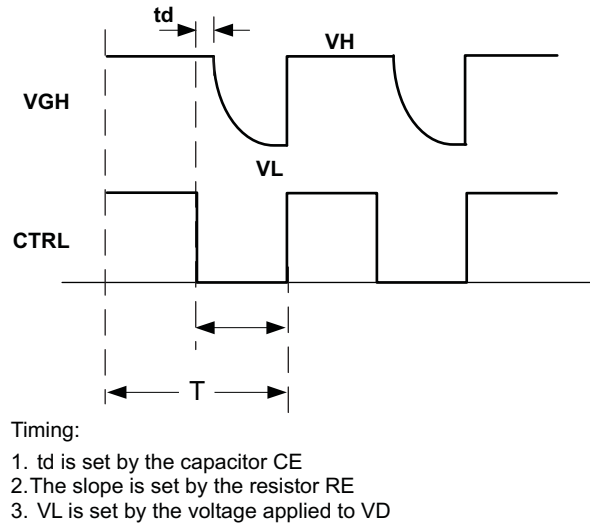 td
VH
VGH
VL
CTRL
T
Timing:
1. td is set by the capacitor CE
2.The slope is set by the resistor RE
3. VL is set by the voltage applied to VD